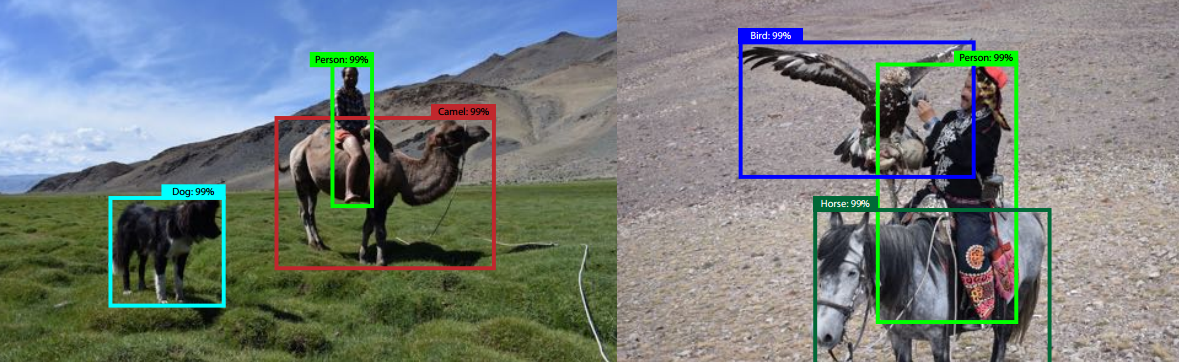 Person: 99%
Camel: 99%
Dog: 99%
Bird: 99%
Person: 99%
Horse: 99%